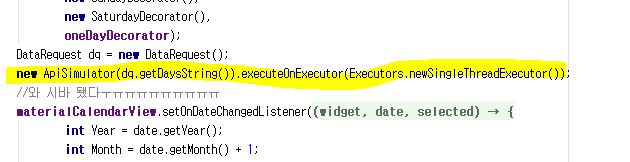 new SaturdayDecorator(),
oneDayDecorator);
DataRequest dq = new DataRequest();
new ApiSimulator(dq.getDaysString()).executeOnExecutor(Executors.newSingleThreadExecutor());
//와 시바 됐다ㅜㅠㅠㅠㅠㅠㅠㅠㅠㅠ
materialCalendarView.setOnDateChangedListener((widget, date, selected) → {
int Year = date.getYear();
int Month = date.getMonth() + 1;